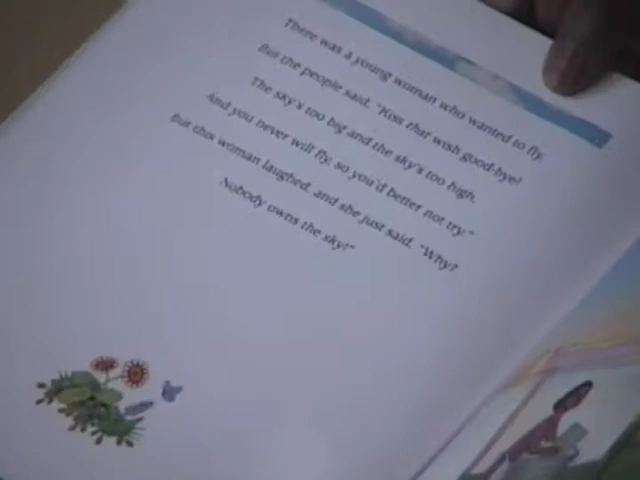 There was a young woman who wanted to fly.
But the people said, "Kiss that wish good-bye!
The sky's too big and the sky's too high.
And you never will fly, so you'd better not try."
But this woman laughed, and she just said, "Why?
Nobody owns the sky!"